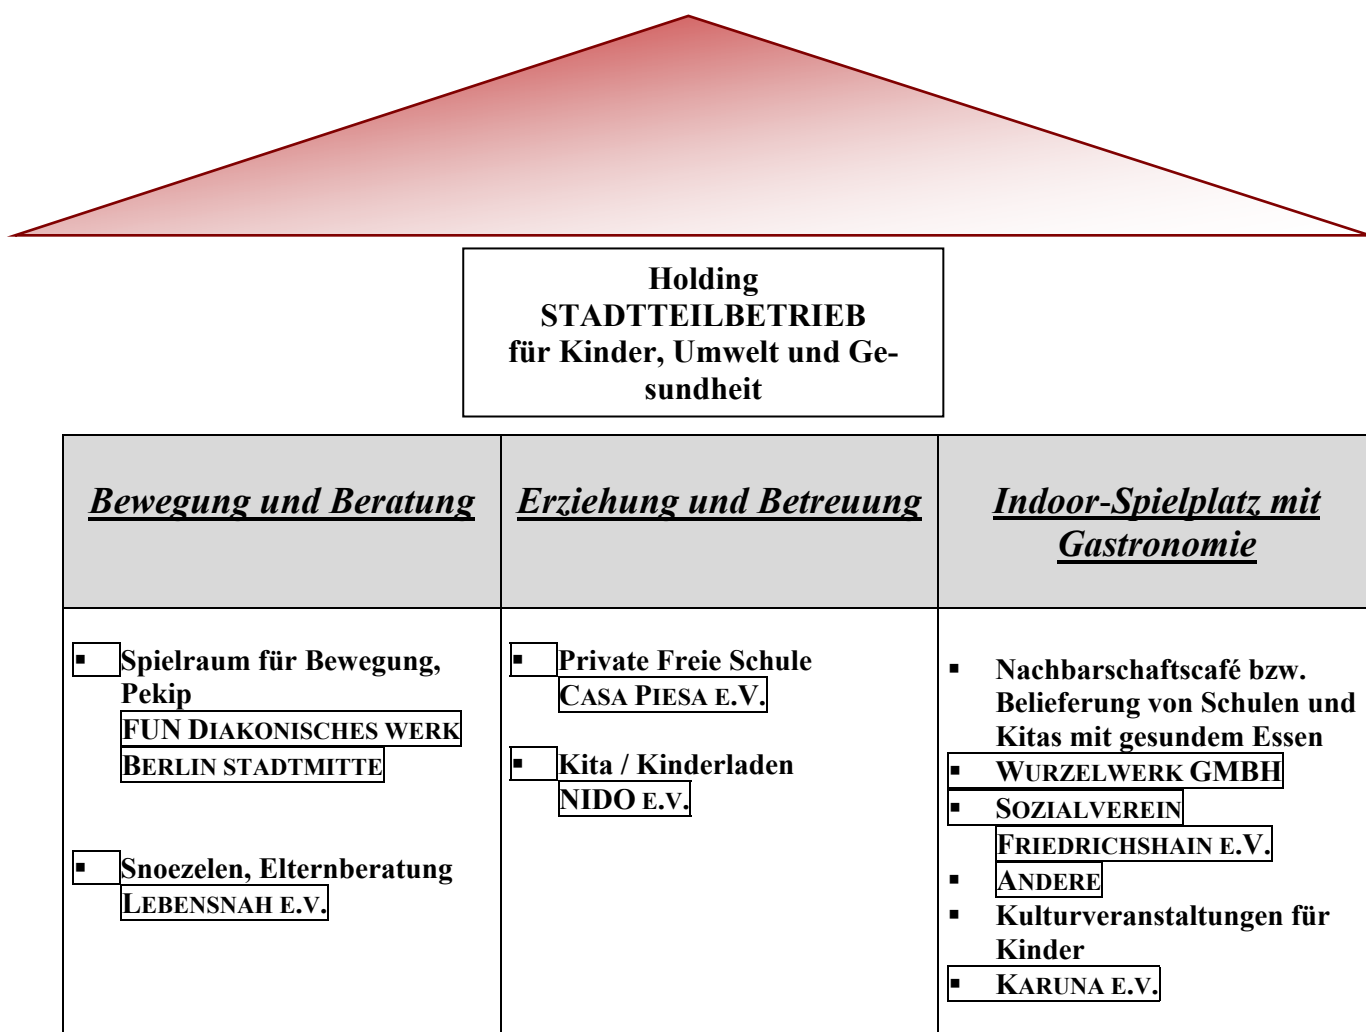 Holding
STADTTEILBETRIEB
für Kinder, Umwelt und Ge-
sundheit
Bewegung und Beratung
Erziehung und Betreuung
Indoor-Spielplatz mit
Gastronomie
▪ Spielraum für Bewegung,
Pekip
FUN DIAKONISCHES WERK
BERLIN STADTMITTE
▪ Snoezelen, Elternberatung
LEBENSNAH E.V.
▪ Private Freie Schule
CASA PIESA E.V.
▪ Kita / Kinderladen
NIDO E.V.
▪ Nachbarschaftscafé bzw.
Belieferung von Schulen und
Kitas mit gesundem Essen
▪ WURZELWERK GMBH
▪ SOZIALVEREIN
FRIEDRICHSHAIN E.V.
▪ ANDERE
▪ Kulturveranstaltungen für
Kinder
▪ KARUNA E.V.